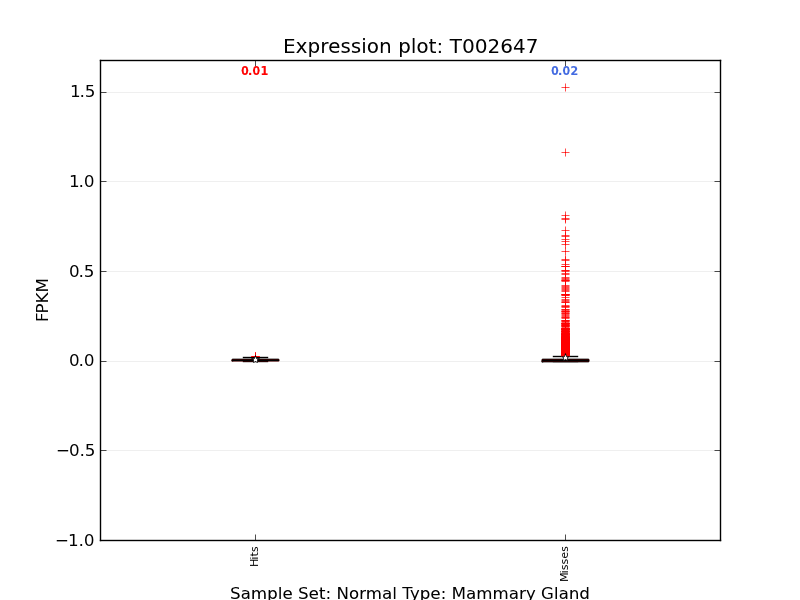 Expression plot: T002647
0.01
0.02
1.5
1.0
0.5
0.0
−0.5
−1.0
FPKM
Hits
Misses
Sample Set: Normal Type: Mammary Gland